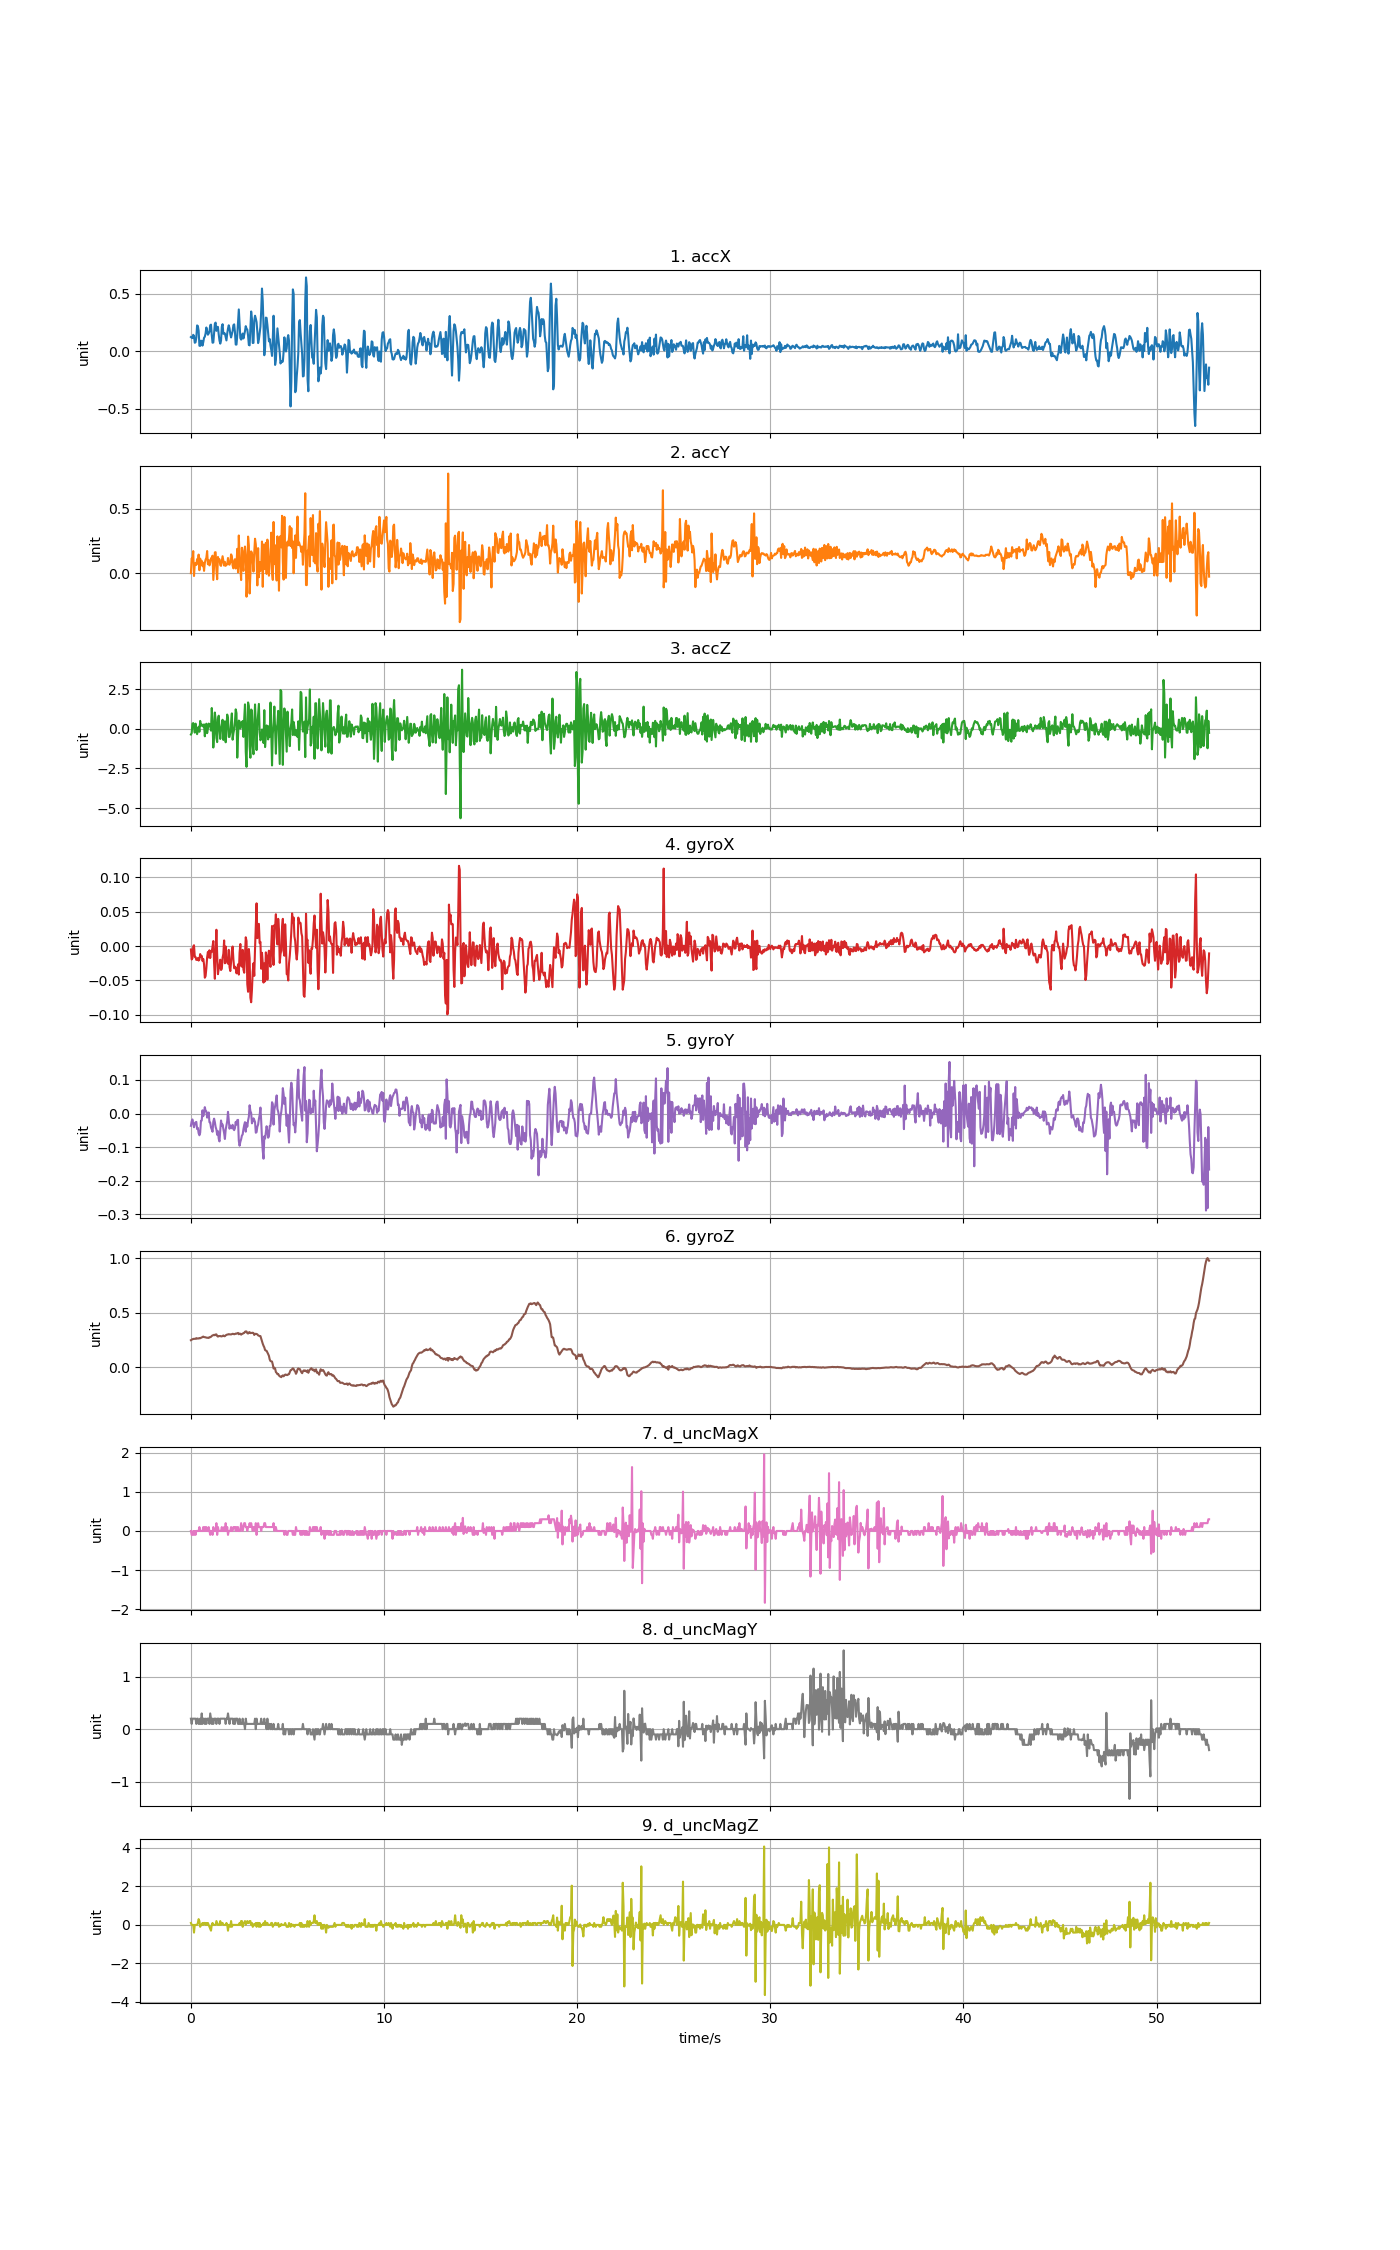 1. accX
0.5
0.0
−0.5
unit
2. accY
0.5
0.0
unit
3. accZ
2.5
0.0
−2.5
−5.0
unit
4. gyroX
0.10
0.05
0.00
−0.05
−0.10
unit
5. gyroY
0.1
0.0
−0.1
−0.2
−0.3
unit
6. gyroZ
1.0
0.5
0.0
unit
7. d_uncMagX
2
1
0
−1
−2
unit
8. d_uncMagY
1
0
−1
unit
9. d_uncMagZ
4
2
0
−2
−4
unit
0 10 20 30 40 50
time/s